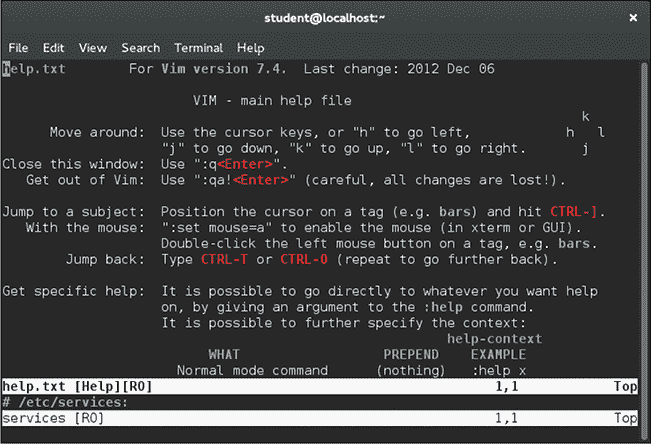 student@localhost:~ ×
File Edit View Search Terminal Help
help.txt For Vim version 7.4. Last change: 2012 Dec 06
VIM - main help file
k
Move around: Use the cursor keys, or "h" to go left, h l
"j" to go down, "k" to go up, "l" to go right. j
Close this window: Use ":q<Enter>".
Get out of Vim: Use ":qa!<Enter>" (careful, all changes are lost!).
Jump to a subject: Position the cursor on a tag (e.g. bars) and hit CTRL-].
With the mouse: ":set mouse=a" to enable the mouse (in xterm or GUI).
Double-click the left mouse button on a tag, e.g. bars.
Jump back: Type CTRL-T or CTRL-O (repeat to go further back).
Get specific help: It is possible to go directly to whatever you want help
on, by giving an argument to the :help command.
It is possible to further specify the context:
help-context
WHAT PREPEND EXAMPLE
Normal mode command (nothing) :help x
help.txt [Help][RO] 1,1 Top
# /etc/services:
services [RO] 1,1 Top